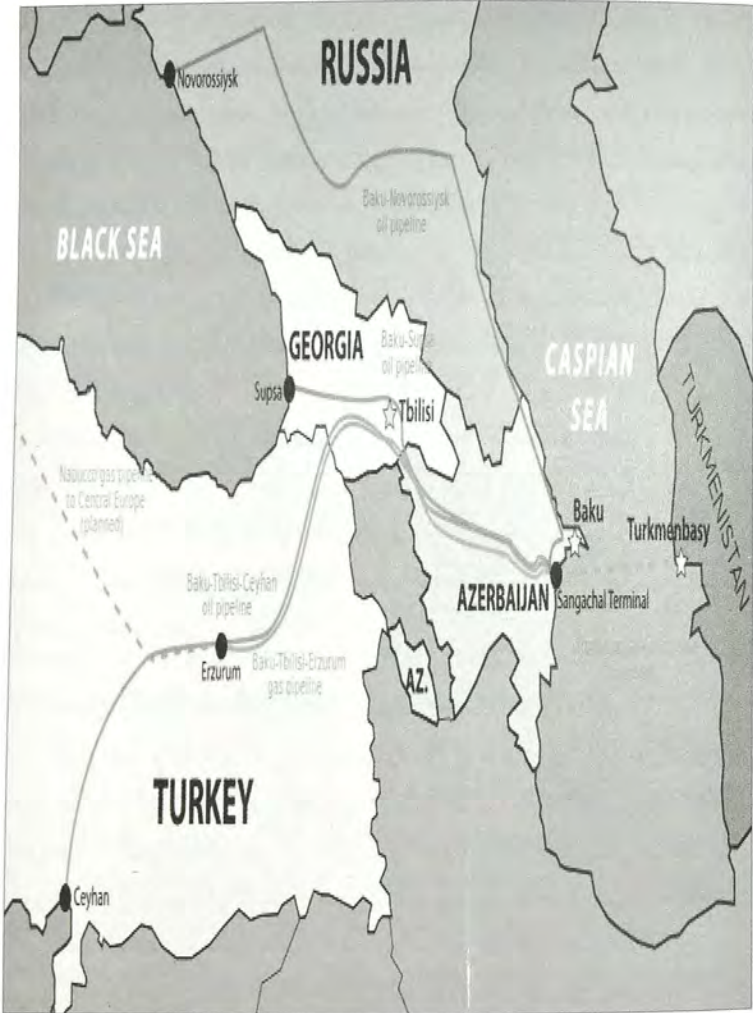 RUSSIA
Novorossiysk
Baku-Novorossiysk
oil pipeline
BLACK SEA
GEORGIA
Baku-Supsa
oil pipeline
CASPIAN
SEA
Supsa
Tbilisi
TURKMENISTAN
Nabucco gas pipeline
to Central Europe
(planned)
Baku
Turkmenbasy
Baku-Tbilisi-Ceyhan
oil pipeline
AZERBAIJAN
Sangachal Terminal
Erzurum
Baku-Tbilisi-Erzurum
gas pipeline
AZ.
TURKEY
Ceyhan